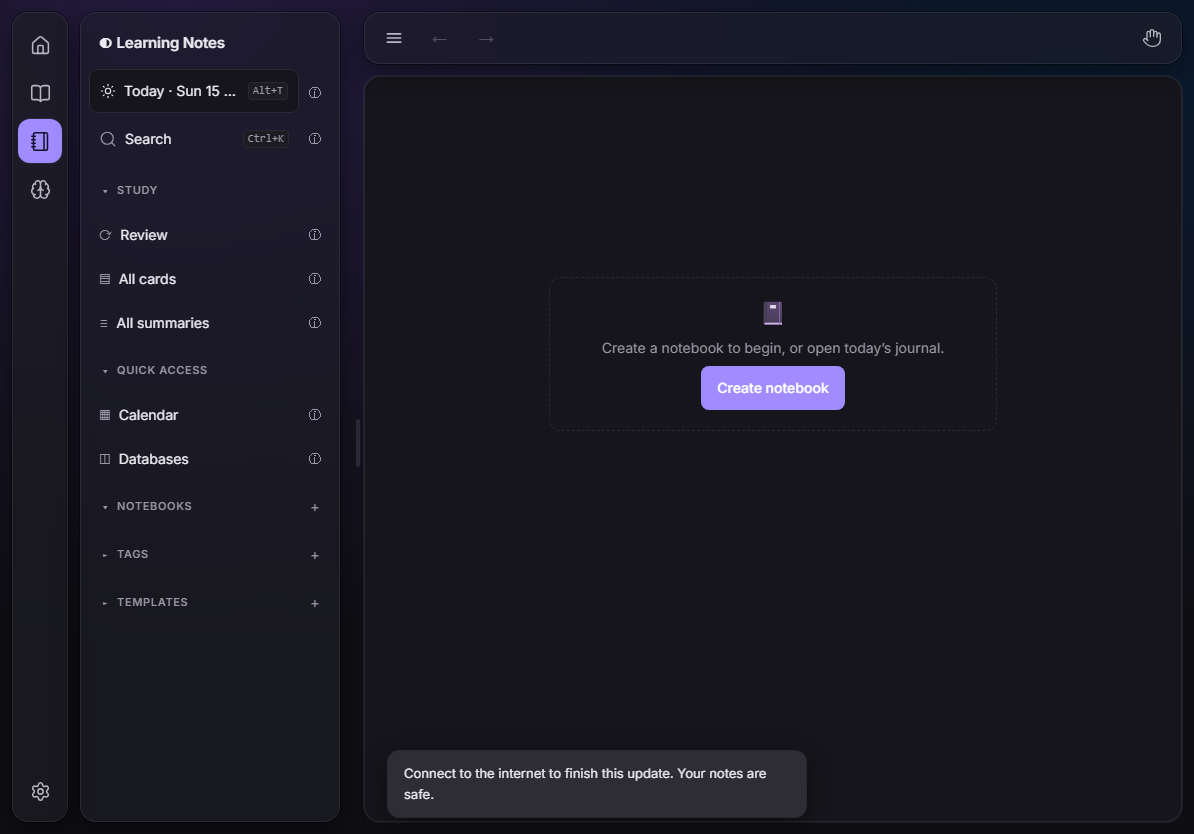 Learning Notes
Today · Sun 15 ... Alt+T
Search Ctrl+K
STUDY
Review
All cards
All summaries
QUICK ACCESS
Calendar
Databases
NOTEBOOKS +
TAGS +
TEMPLATES +
Create a notebook to begin, or open today’s journal.
Create notebook
Connect to the internet to finish this update. Your notes are
safe.